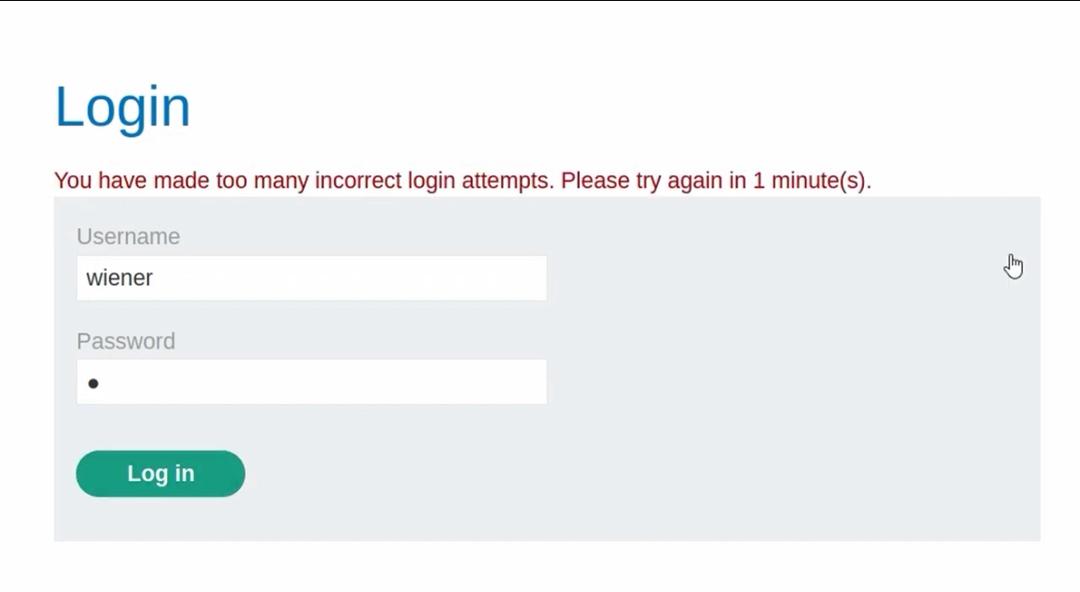 Login
You have made too many incorrect login attempts. Please try again in 1 minute(s).
Username
wiener
Password
●
Log in